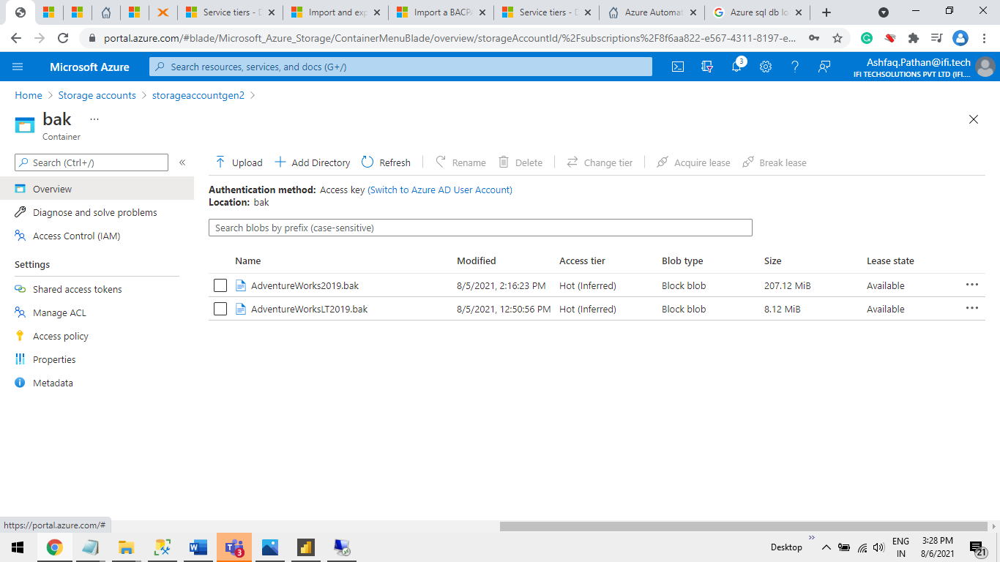 Service tiers - D
Import and exp
Import a BACPA
Service tiers - D
Azure Automat
Azure sql db lo
portal.azure.com/#blade/Microsoft_Azure_Storage/ContainerMenuBlade/overview/storageAccountId/%2Fsubscriptions%2F8f6aa822-e567-4311-8197-e...
Microsoft Azure
Search resources, services, and docs (G+/)
3
Ashfaq.Pathan@ifi.tech
IFI TECHSOLUTIONS PVT LTD (IFI....
Home > Storage accounts > storageaccountgen2 >
bak ...
Container
Search (Ctrl+/)
«
Upload
Add Directory
Refresh
Rename
Delete
Change tier
Acquire lease
Break lease
Overview
Diagnose and solve problems
Access Control (IAM)
Settings
Shared access tokens
Manage ACL
Access policy
Properties
Metadata
Authentication method: Access key (Switch to Azure AD User Account)
Location: bak
Search blobs by prefix (case-sensitive)
Name Modified Access tier Blob type Size Lease state
AdventureWorks2019.bak 8/5/2021, 2:16:23 PM Hot (Inferred) Block blob 207.12 MiB Available ...
AdventureWorksLT2019.bak 8/5/2021, 12:50:56 PM Hot (Inferred) Block blob 8.12 MiB Available ...
https://portal.azure.com/#
3
Desktop
»
ENG
IN
3:28 PM
8/6/2021
21